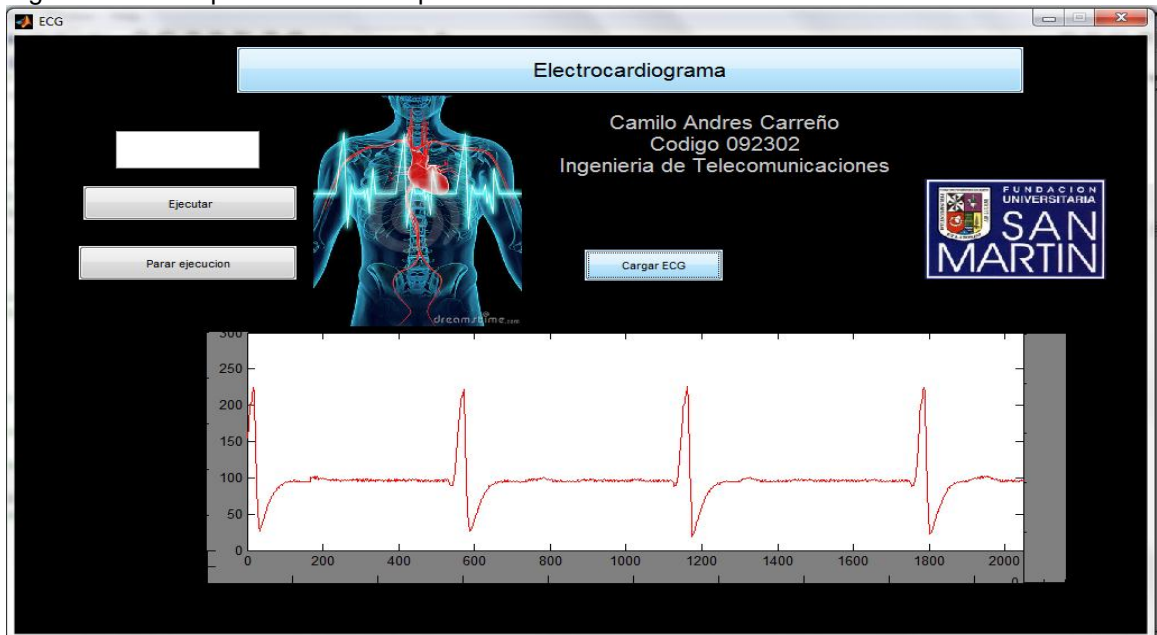 ECG
Electrocardiograma
Camilo Andres Carreño
Codigo 092302
Ingenieria de Telecomunicaciones
Ejecutar
Parar ejecucion
Cargar ECG
FUNDACION
UNIVERSITARIA
SAN
MARTIN
dreamstime.com
300
250
200
150
100
50
0
0 200 400 600 800 1000 1200 1400 1600 1800 2000
0